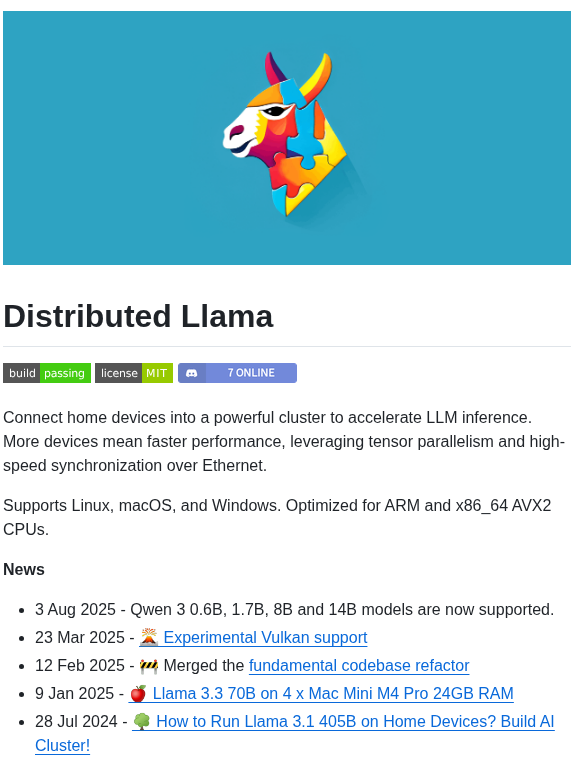 Distributed Llama
build passing license MIT 7 ONLINE
Connect home devices into a powerful cluster to accelerate LLM inference.
More devices mean faster performance, leveraging tensor parallelism and high-
speed synchronization over Ethernet.
Supports Linux, macOS, and Windows. Optimized for ARM and x86_64 AVX2
CPUs.
News
• 3 Aug 2025 - Qwen 3 0.6B, 1.7B, 8B and 14B models are now supported.
• 23 Mar 2025 - 🌋 Experimental Vulkan support
• 12 Feb 2025 - 🚧 Merged the fundamental codebase refactor
• 9 Jan 2025 - 🍎 Llama 3.3 70B on 4 x Mac Mini M4 Pro 24GB RAM
• 28 Jul 2024 - 🌳 How to Run Llama 3.1 405B on Home Devices? Build AI
Cluster!